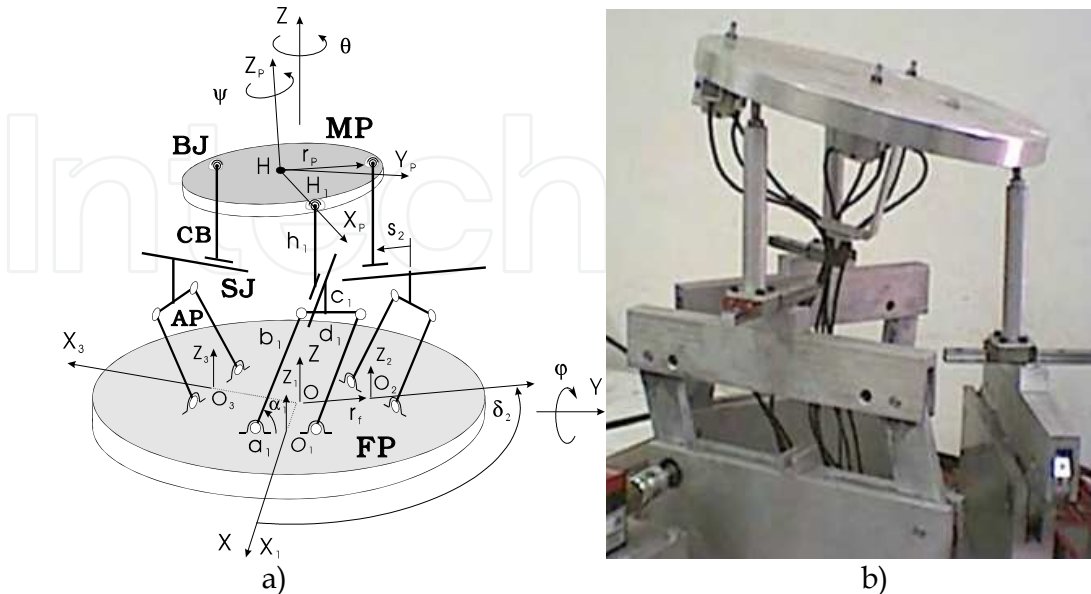 Z
θ
Z_P
ψ
MP
BJ
H
r_P
Y_P
H_1
X_P
h_1
s_2
CB
SJ
c_1
AP
b_1
d_1
X_3
Z_3
Z
Z_2
Z_1
O
O_2
O_3
α_1
r_f
δ_2
φ
Y
a_1
O_1
FP
X
X_1
a)
b)
Intech